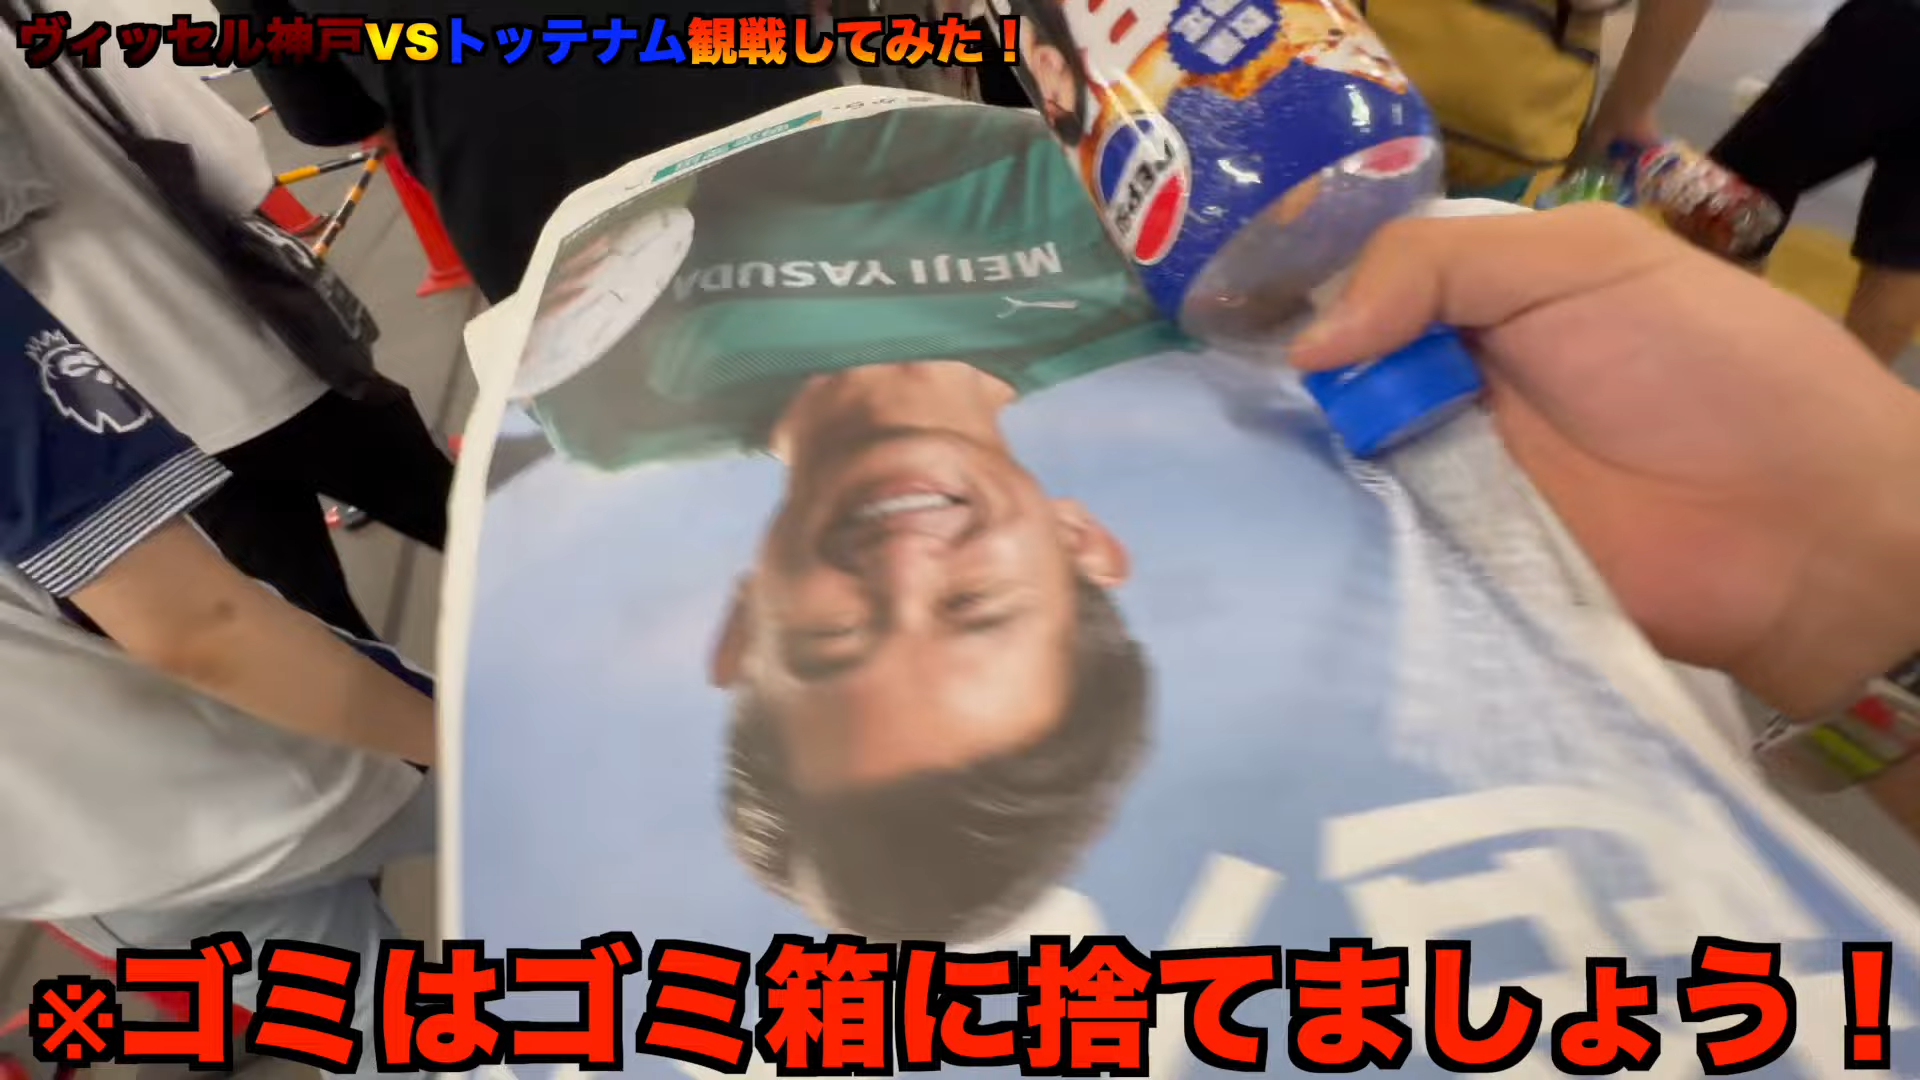 ヴィッセル神戸VSトッテナム観戦してみた！
MEIJI YASUDA
PEPSI
※ゴミはゴミ箱に捨てましょう！